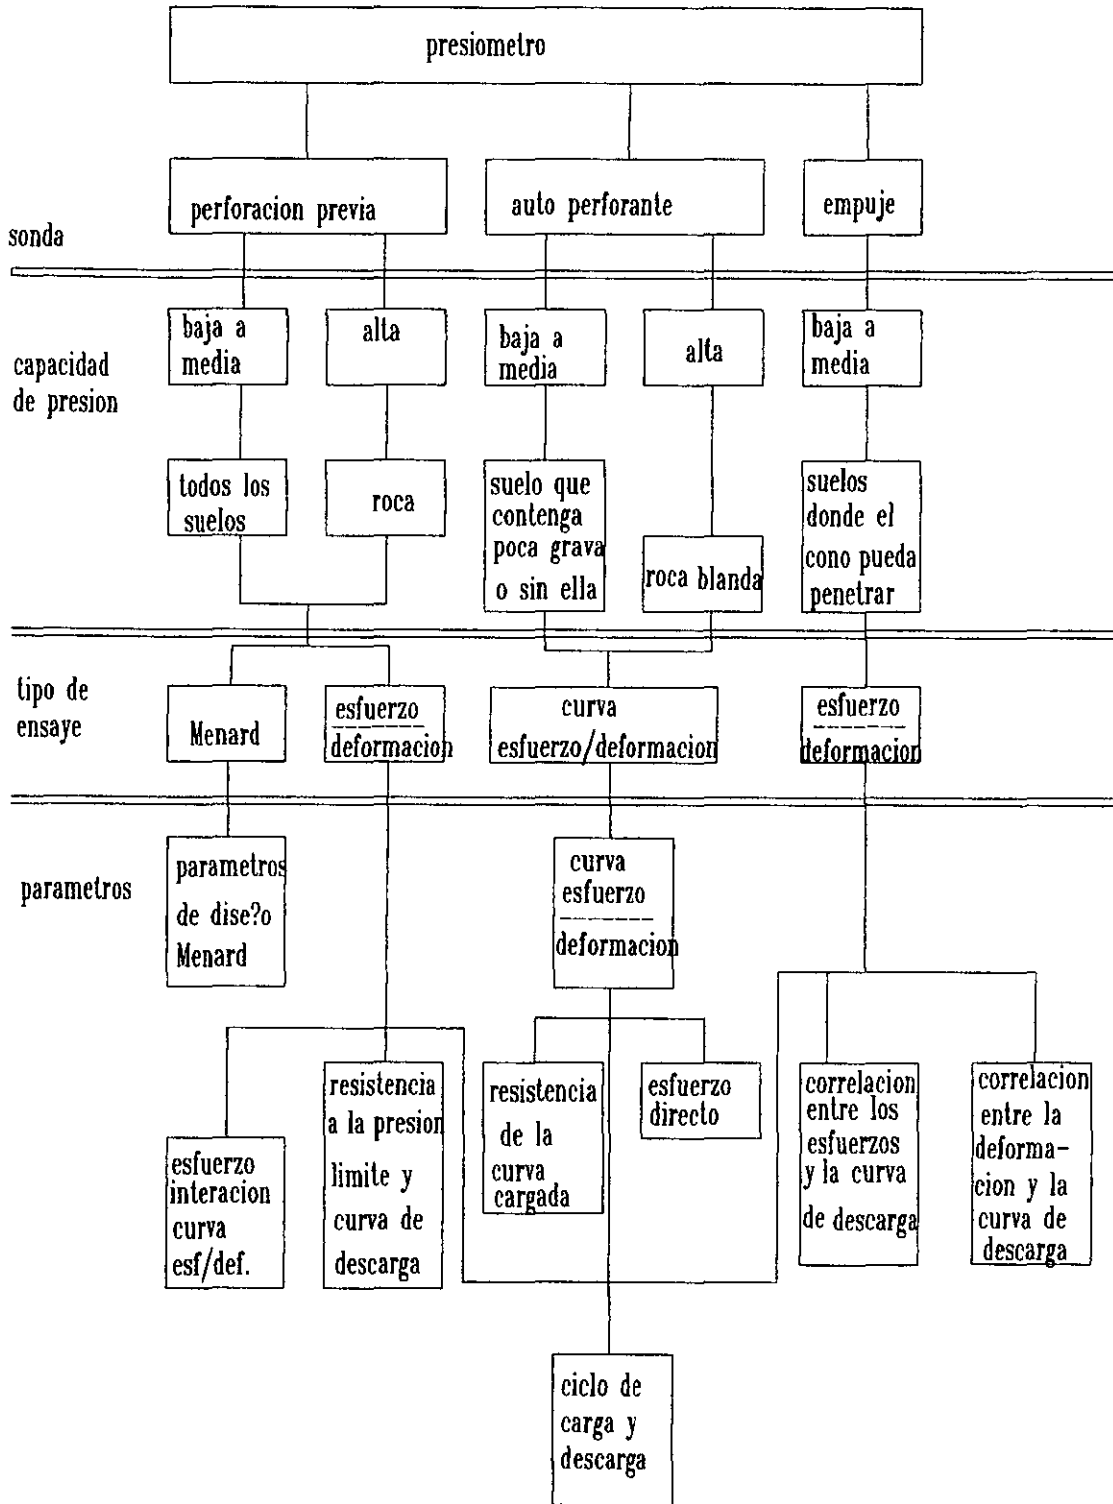 presiometro
perforacion previa
auto perforante
empuje
sonda
baja a
media
alta
baja a
media
alta
baja a
media
capacidad
de presion
todos los
suelos
roca
suelo que
contenga
poca grava
o sin ella
roca blanda
suelos
donde el
cono pueda
penetrar
tipo de
ensaye
Menard
esfuerzo
deformacion
curva
esfuerzo/deformacion
esfuerzo
deformacion
parametros
parametros
de dise?o
Menard
curva
esfuerzo
deformacion
esfuerzo
interacion
curva
esf/def.
resistencia
a la presion
limite y
curva de
descarga
resistencia
de la
curva
cargada
esfuerzo
directo
correlacion
entre los
esfuerzos
y la curva
de descarga
correlacion
entre la
deforma-
cion y la
curva de
descarga
ciclo de
carga y
descarga